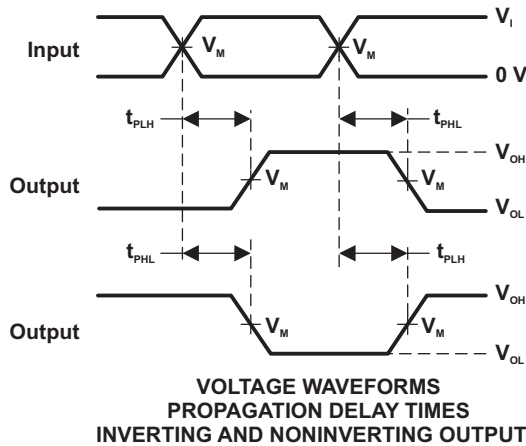 Input
V_M
V_M
V_I
0 V
t_PLH
t_PHL
Output
V_M
V_M
V_OH
V_OL
t_PHL
t_PLH
Output
V_M
V_M
V_OH
V_OL
VOLTAGE WAVEFORMS
PROPAGATION DELAY TIMES
INVERTING AND NONINVERTING OUTPUT